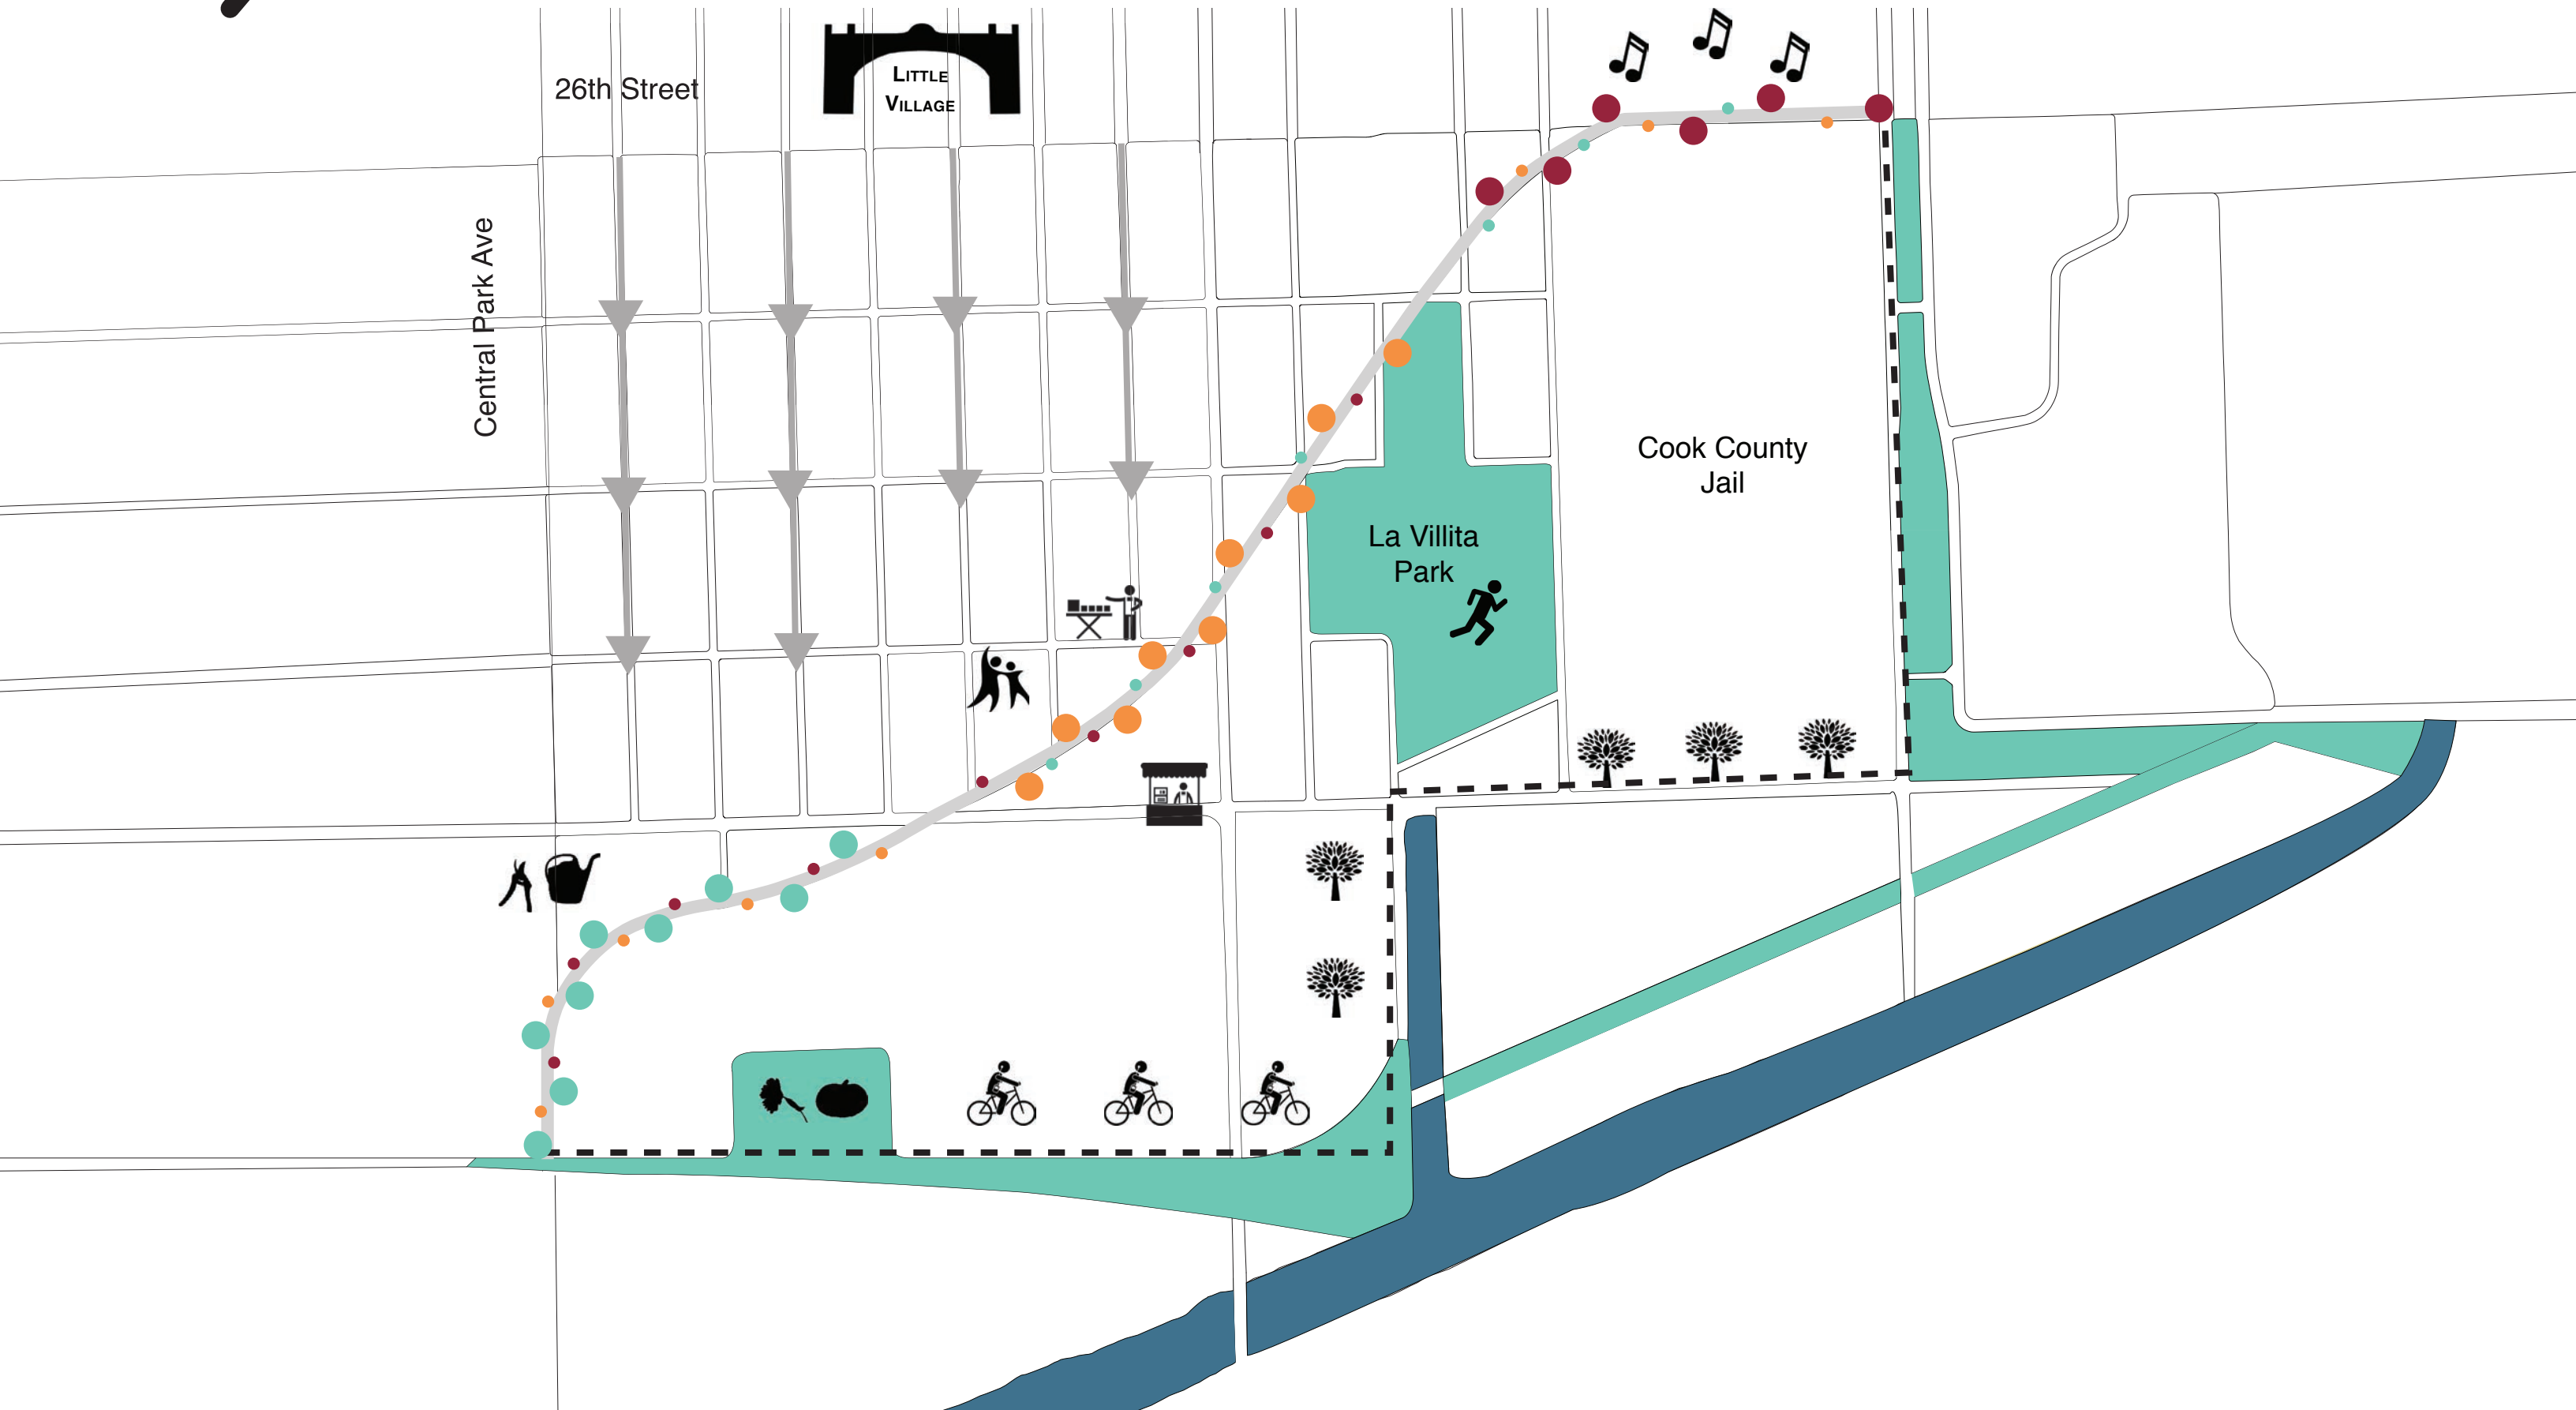 26th Street
LITTLE
VILLAGE
Central Park Ave
Cook County
Jail
La Villita
Park